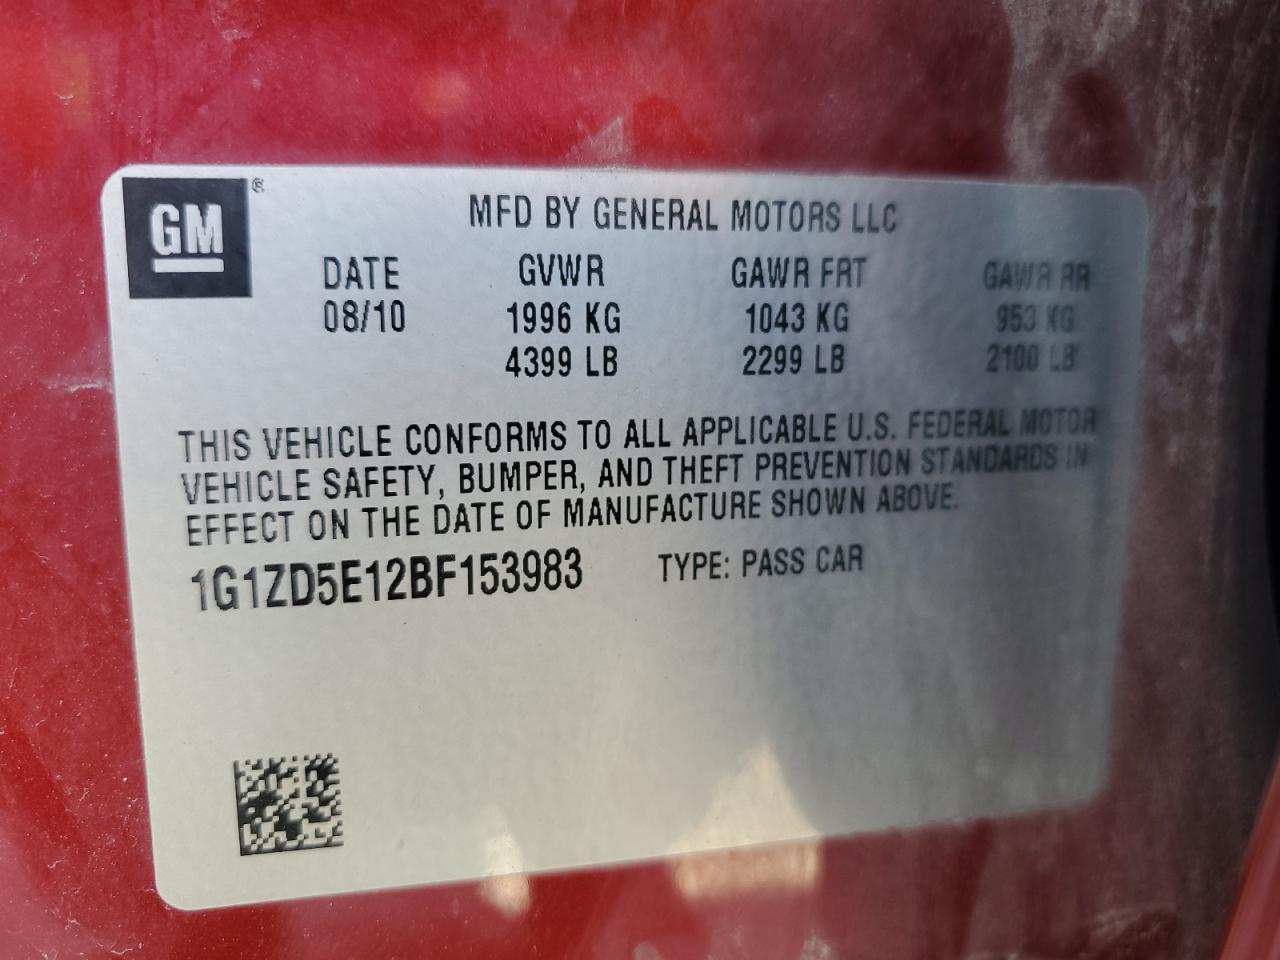 GM®
MFD BY GENERAL MOTORS LLC
DATE GVWR GAWR FRT GAWR RR
08/10 1996 KG 1043 KG 953 KG
4399 LB 2299 LB 2100 LB
THIS VEHICLE CONFORMS TO ALL APPLICABLE U.S. FEDERAL MOTOR
VEHICLE SAFETY, BUMPER, AND THEFT PREVENTION STANDARDS IN
EFFECT ON THE DATE OF MANUFACTURE SHOWN ABOVE.
1G1ZD5E12BF153983 TYPE: PASS CAR